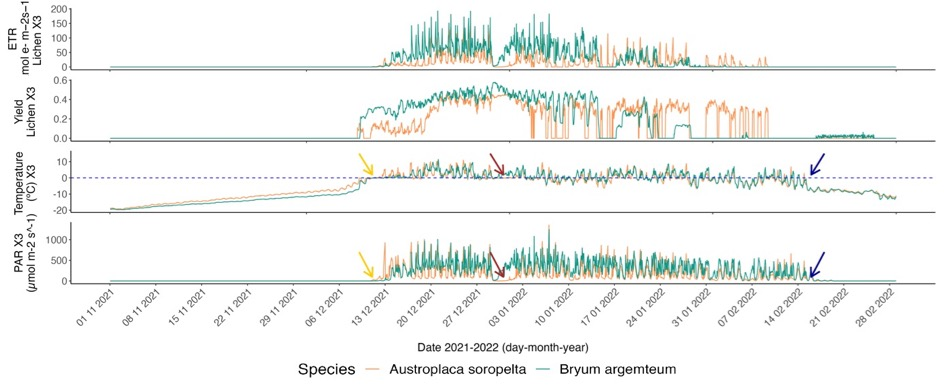 ETR
mol e- m−2s−1
Lichen X3
200
150
100
50
0
Yield
Lichen X3
0.6
0.4
0.2
0.0
Temperature
(°C) X3
10
0
-10
-20
PAR X3
(μmol m-2 s^-1)
1000
500
0
01 11 2021
08 11 2021
15 11 2021
22 11 2021
29 11 2021
06 12 2021
13 12 2021
20 12 2021
27 12 2021
03 01 2022
10 01 2022
17 01 2022
24 01 2022
31 01 2022
07 02 2022
14 02 2022
21 02 2022
28 02 2022
Date 2021-2022 (day-month-year)
Species Austroplaca soropelta Bryum argemteum